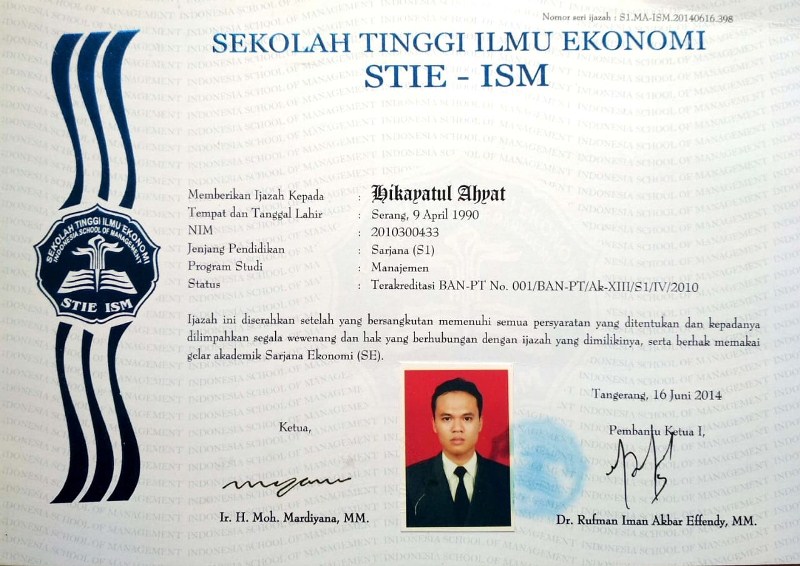 Nomor seri ijazah : S1.MA-ISM.20140616.398
SEKOLAH TINGGI ILMU EKONOMI
STIE - ISM
SEKOLAH TINGGI ILMU EKONOMI
INDONESIA SCHOOL OF MANAGEMENT
STIE ISM
Memberikan Ijazah Kepada : Hikayatul Ahyat
Tempat dan Tanggal Lahir : Serang, 9 April 1990
NIM : 2010300433
Jenjang Pendidikan : Sarjana (S1)
Program Studi : Manajemen
Status : Terakreditasi BAN-PT No. 001/BAN-PT/Ak-XIII/S1/IV/2010
Ijazah ini diserahkan setelah yang bersangkutan memenuhi semua persyaratan yang ditentukan dan kepadanya
dilimpahkan segala wewenang dan hak yang berhubungan dengan ijazah yang dimilikinya, serta berhak memakai
gelar akademik Sarjana Ekonomi (SE).
Tangerang, 16 Juni 2014
Ketua,
Pembantu Ketua I,
Ir. H. Moh. Mardiyana, MM.
Dr. Rufman Iman Akbar Effendy, MM.